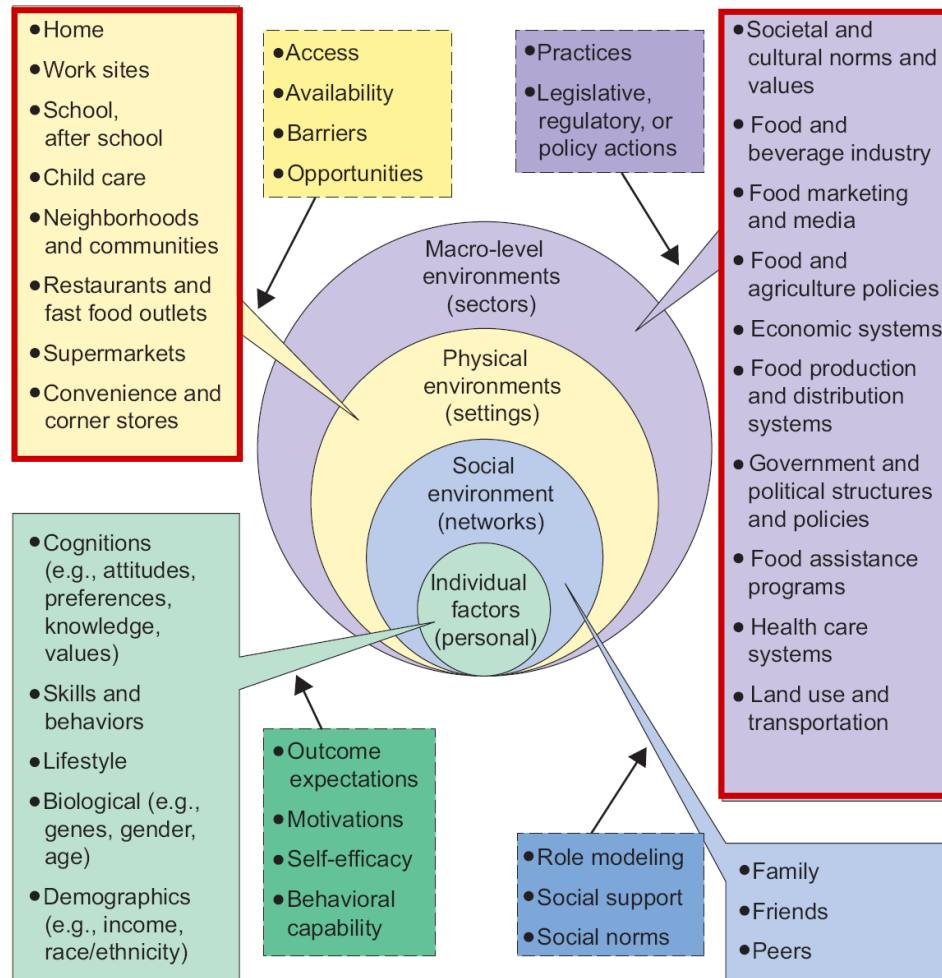 • Home
• Work sites
• School,
after school
• Child care
• Neighborhoods
and communities
• Restaurants and
fast food outlets
• Supermarkets
• Convenience and
corner stores
• Access
• Availability
• Barriers
• Opportunities
• Practices
• Legislative,
regulatory, or
policy actions
• Societal and
cultural norms and
values
• Food and
beverage industry
• Food marketing
and media
• Food and
agriculture policies
• Economic systems
• Food production
and distribution
systems
• Government and
political structures
and policies
• Food assistance
programs
• Health care
systems
• Land use and
transportation
Macro-level
environments
(sectors)
Physical
environments
(settings)
Social
environment
(networks)
Individual
factors
(personal)
• Cognitions
(e.g., attitudes,
preferences,
knowledge,
values)
• Skills and
behaviors
• Lifestyle
• Biological (e.g.,
genes, gender,
age)
• Demographics
(e.g., income,
race/ethnicity)
• Outcome
expectations
• Motivations
• Self-efficacy
• Behavioral
capability
• Role modeling
• Social support
• Social norms
• Family
• Friends
• Peers